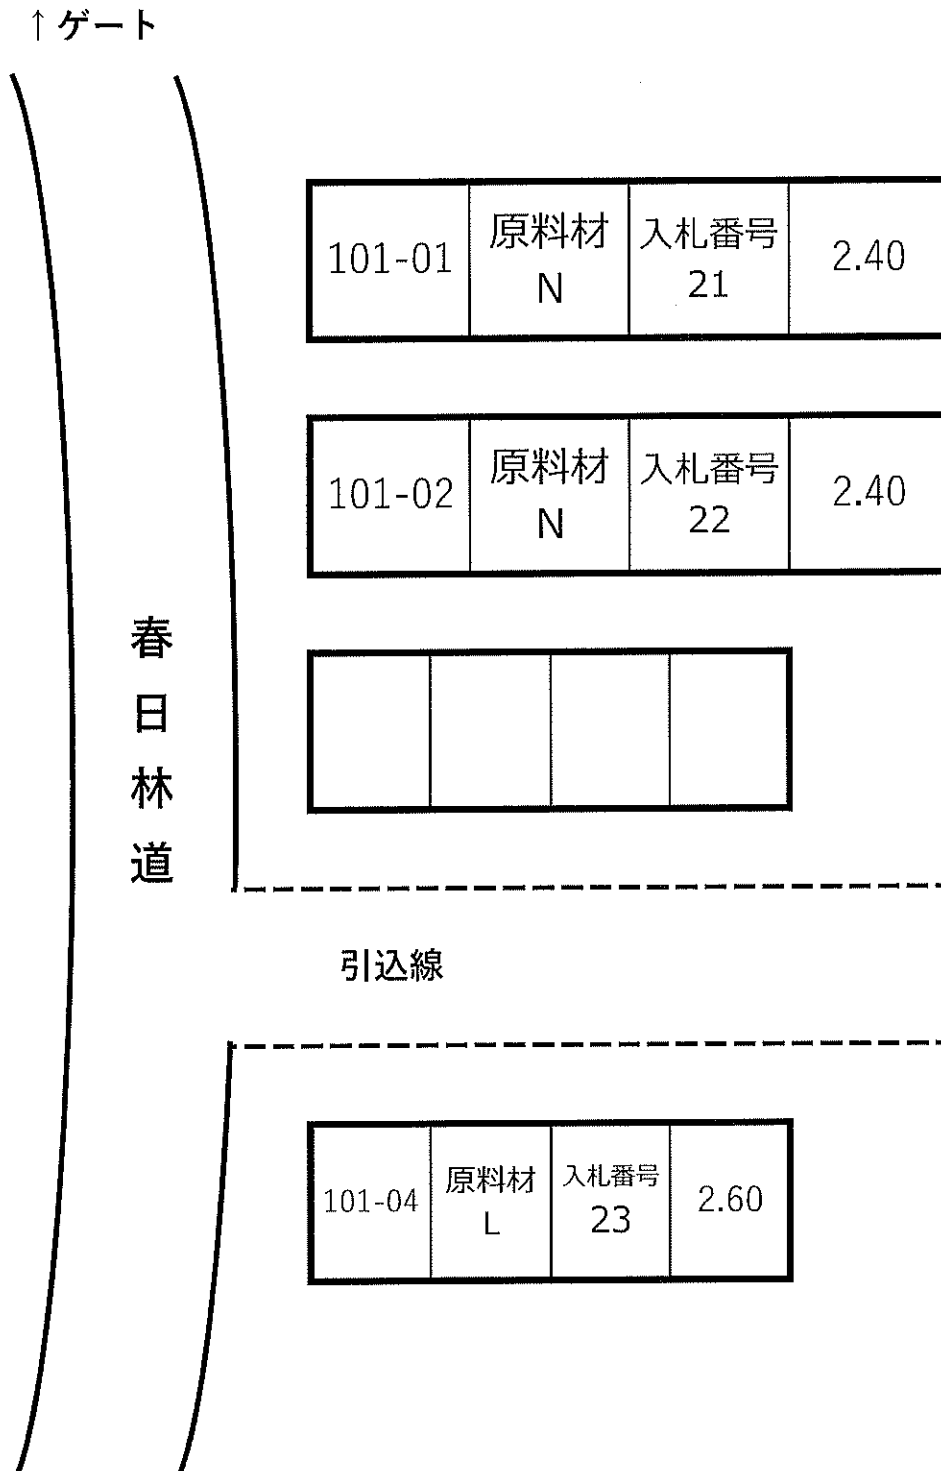 ↑ゲート
101-01
原料材
N
入札番号
21
2.40
101-02
原料材
N
入札番号
22
2.40
春日林道
引込線
101-04
原料材
L
入札番号
23
2.60